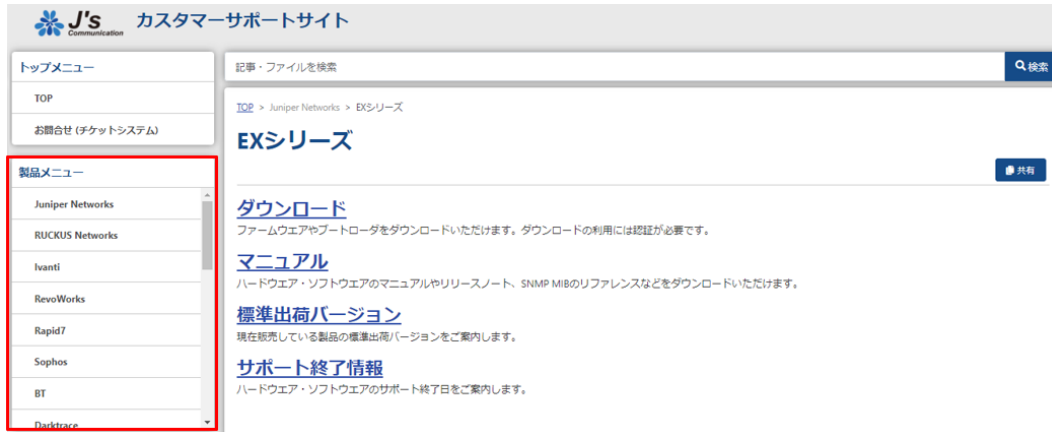 J's Communication カスタマーサポートサイト
トップメニュー
TOP
お問合せ (チケットシステム)
製品メニュー
Juniper Networks
RUCKUS Networks
Ivanti
RevoWorks
Rapid7
Sophos
BT
Darktrace
記事・ファイルを検索
検索
TOP > Juniper Networks > EXシリーズ
EXシリーズ
共有
ダウンロード
ファームウエアやブートローダをダウンロードいただけます。ダウンロードの利用には認証が必要です。
マニュアル
ハードウエア・ソフトウエアのマニュアルやリリースノート、SNMP MIBのリファレンスなどをダウンロードいただけます。
標準出荷バージョン
現在販売している製品の標準出荷バージョンをご案内します。
サポート終了情報
ハードウエア・ソフトウエアのサポート終了日をご案内します。